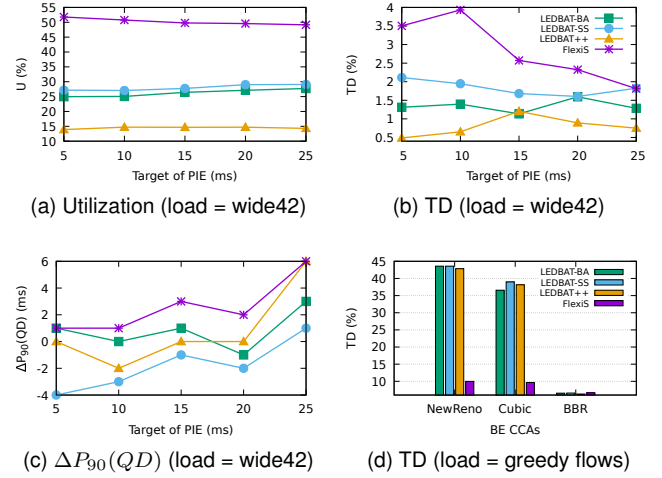 55
50
45
40
35
30
25
20
15
10
U (%)
5 10 15 20 25
Target of PIE (ms)
(a) Utilization (load = wide42)
4
3.5
3
2.5
2
1.5
1
0.5
TD (%)
LEDBAT-BA
LEDBAT-SS
LEDBAT++
FlexiS
5 10 15 20 25
Target of PIE (ms)
(b) TD (load = wide42)
6
4
2
0
-2
-4
ΔP90(QD) (ms)
5 10 15 20 25
Target of PIE (ms)
(c) ΔP90(QD) (load = wide42)
45
40
35
30
25
20
15
10
TD (%)
LEDBAT-BA
LEDBAT-SS
LEDBAT++
FlexiS
NewReno Cubic BBR
BE CCAs
(d) TD (load = greedy flows)